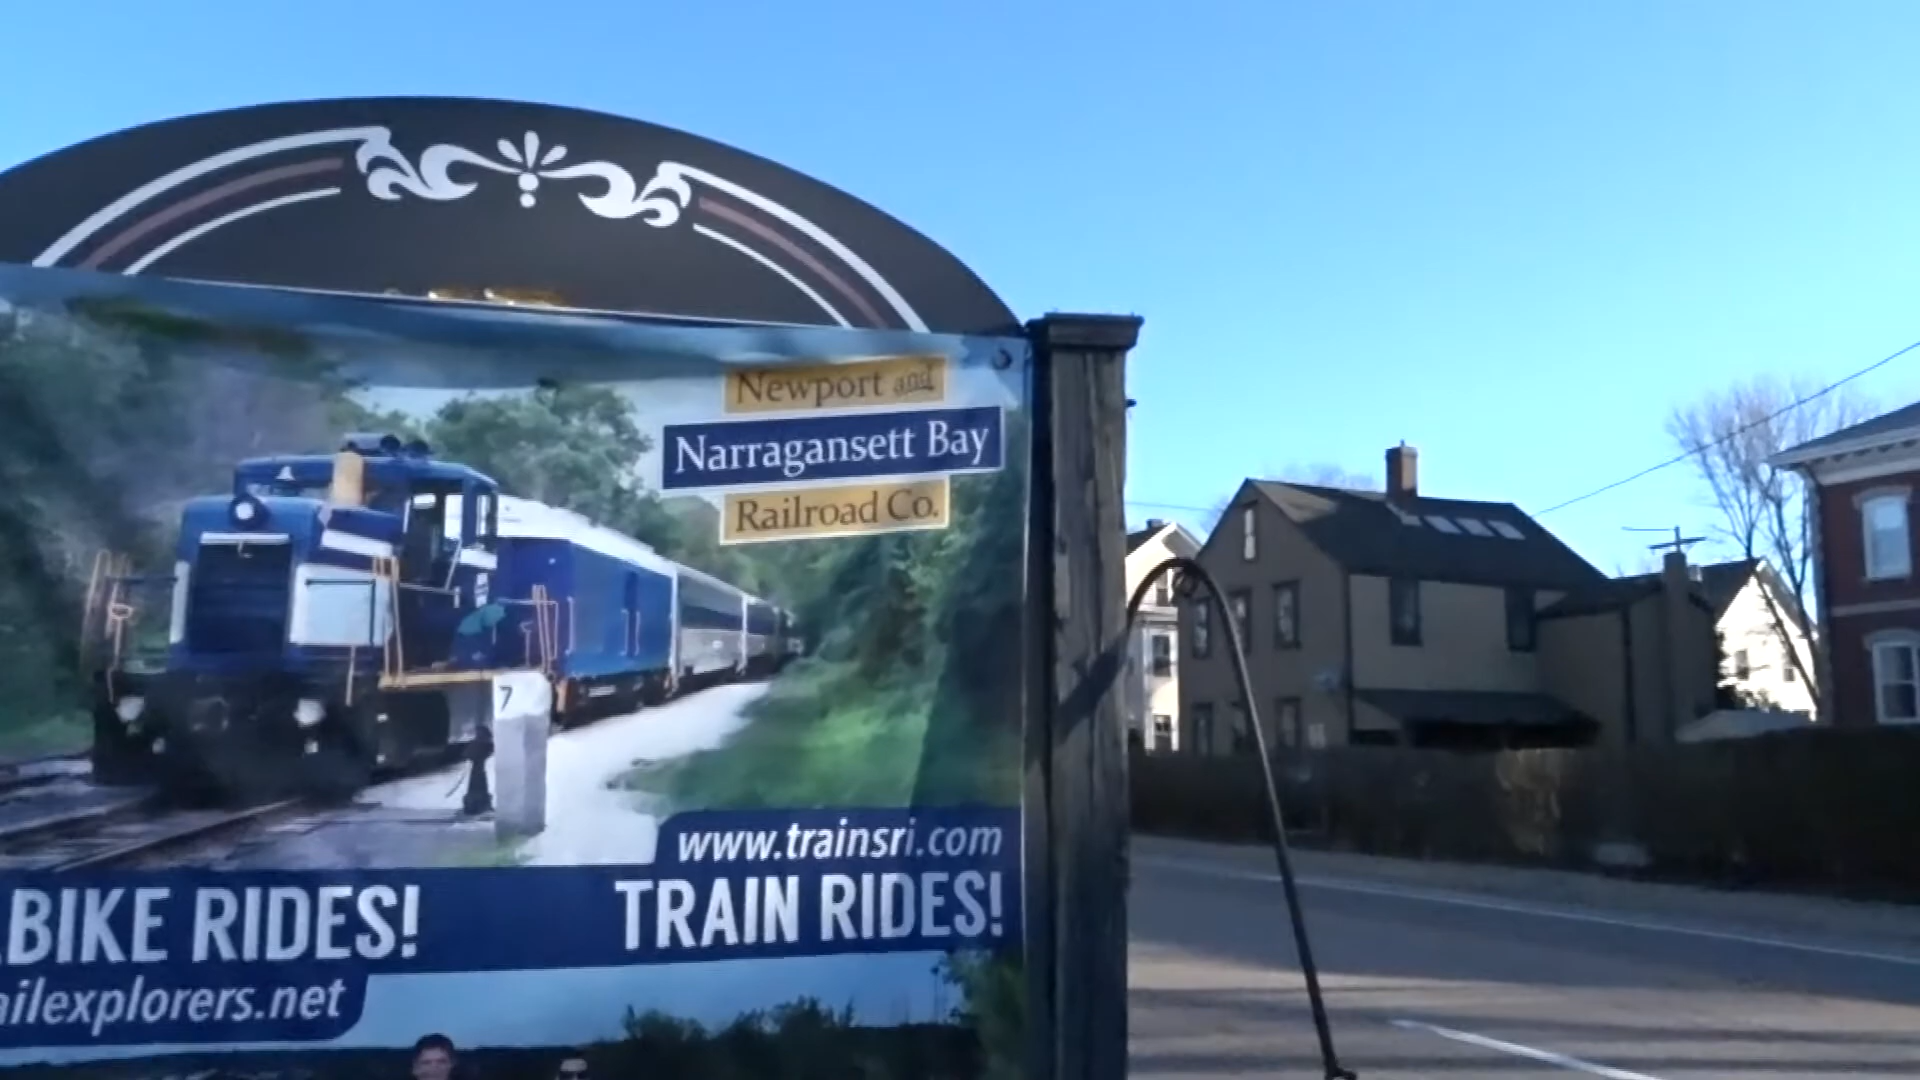 Newport and
Narragansett Bay
Railroad Co.
7
www.trainsri.com
BIKE RIDES!
TRAIN RIDES!
ailexplorers.net